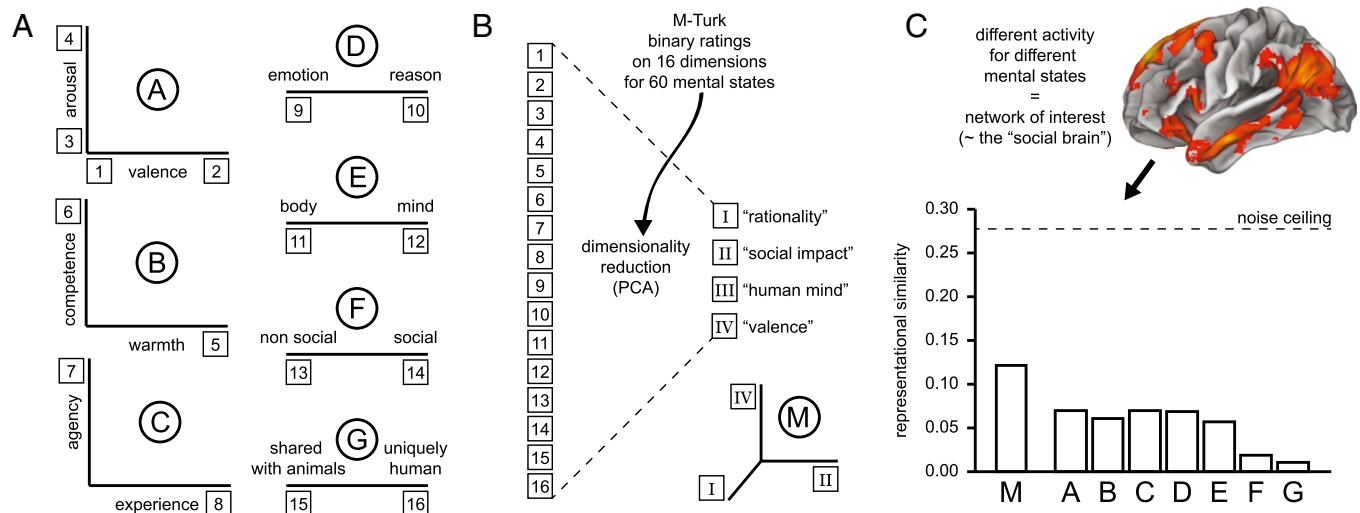 A
4
arousal
3
A
1
valence
2
6
competence
B
warmth
5
7
agency
C
experience
8
D
emotion
reason
9
10
E
body
mind
11
12
F
non social
social
13
14
G
shared
with animals
uniquely
human
15
16
B
1
2
3
4
5
6
7
8
9
10
11
12
13
14
15
16
M-Turk
binary ratings
on 16 dimensions
for 60 mental states
dimensionality
reduction
(PCA)
I "rationality"
II "social impact"
III "human mind"
IV "valence"
IV
M
I
II
C
different activity
for different
mental states
=
network of interest
(~ the "social brain")
representational similarity
0.30
0.25
0.20
0.15
0.10
0.05
0.00
noise ceiling
M A B C D E F G